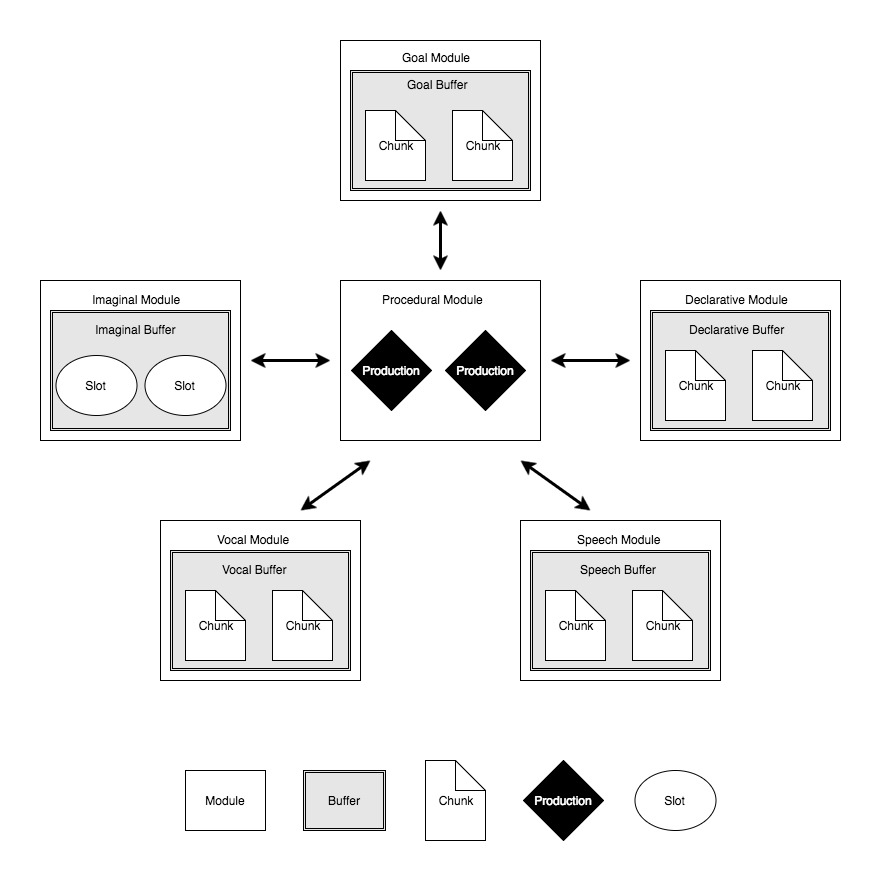 Goal Module
Goal Buffer
Chunk
Chunk
Imaginal Module
Imaginal Buffer
Slot
Slot
Procedural Module
Production
Production
Declarative Module
Declarative Buffer
Chunk
Chunk
Vocal Module
Vocal Buffer
Chunk
Chunk
Speech Module
Speech Buffer
Chunk
Chunk
Module
Buffer
Chunk
Production
Slot